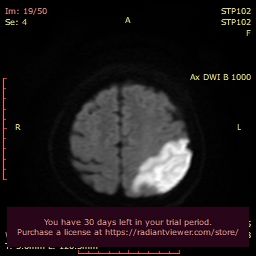 Im: 19/50
Se: 4
A
STP102
STP102
F
Ax DWI B 1000
R
L
You have 30 days left in your trial period.
Purchase a license at https://radiantviewer.com/store/